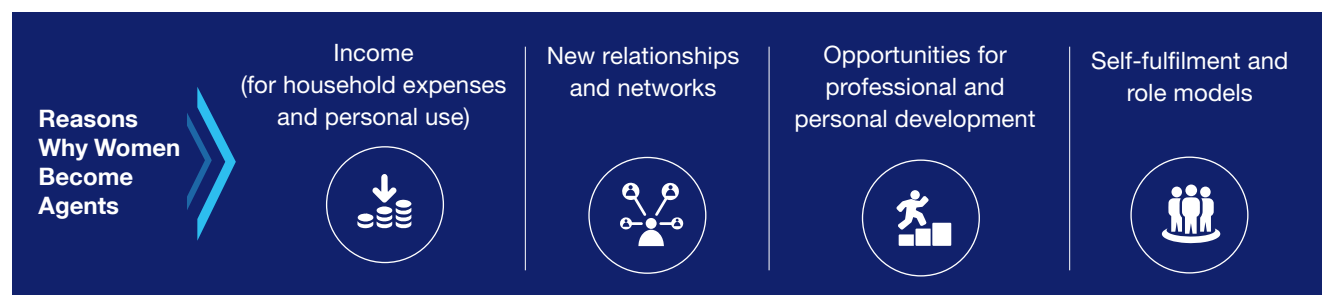 Reasons
Why Women
Become
Agents
Income
(for household expenses
and personal use)
New relationships
and networks
Opportunities for
professional and
personal development
Self-fulfilment and
role models